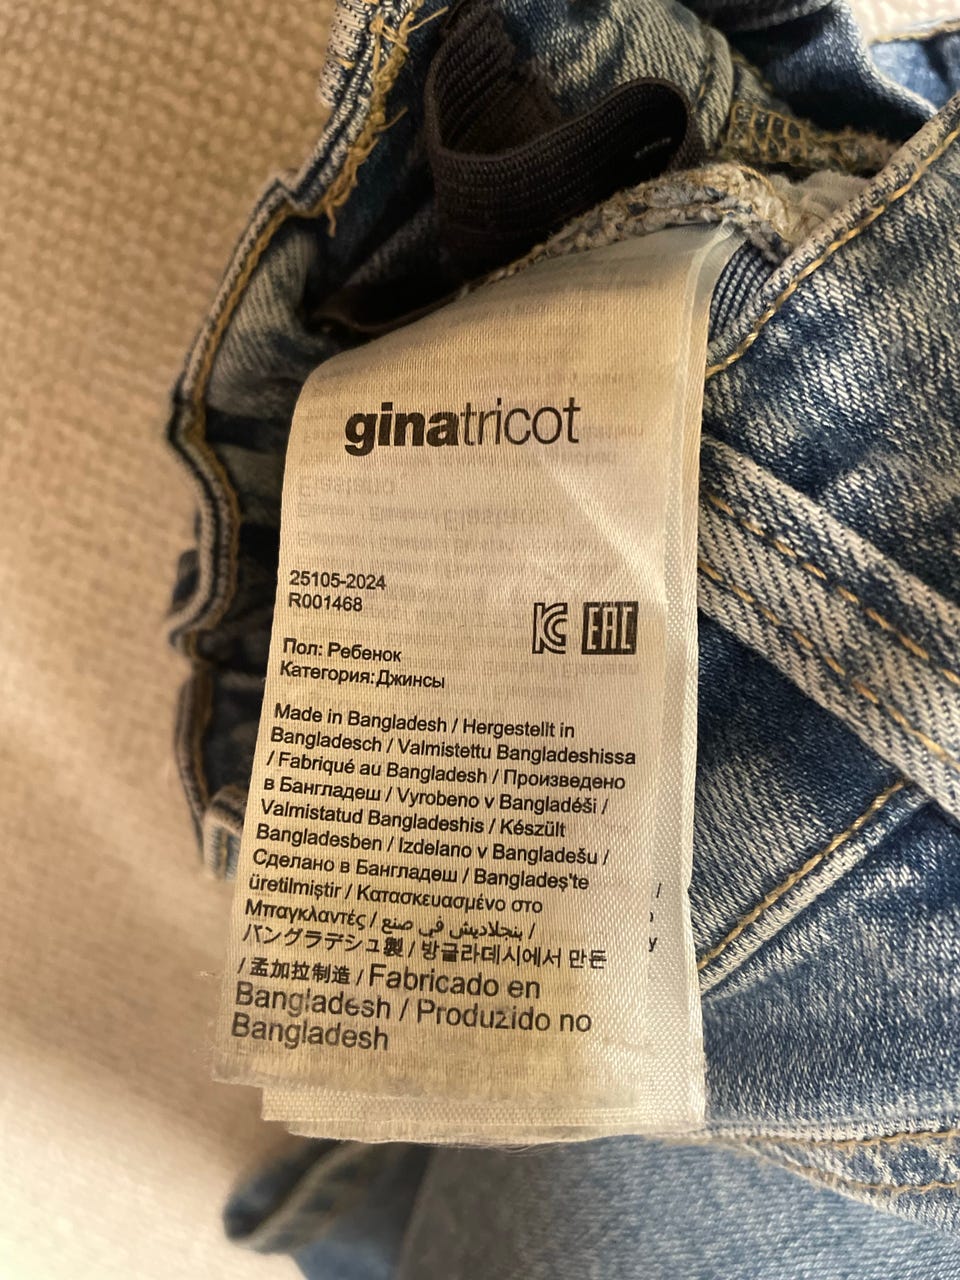 ginatricot
25105-2024
R001468
KC EAC
Пол: Ребенок
Категория:Джинсы
Made in Bangladesh / Hergestellt in
Bangladesch / Valmistettu Bangladeshissa
/ Fabriqué au Bangladesh / Произведено
в Бангладеш / Vyrobeno v Bangladéši /
Valmistatud Bangladeshis / Készült
Bangladesben / Izdelano v Bangladešu /
Сделано в Бангладеш / Bangladeş'te
üretilmiştir / Κατασκευασμένο στο
Μπαγκλαντές / بنجلاديش في صنع /
バングラデシュ製 / 방글라데시에서 만든
/ 孟加拉制造 / Fabricado en
Bangladesh / Produzido no
Bangladesh